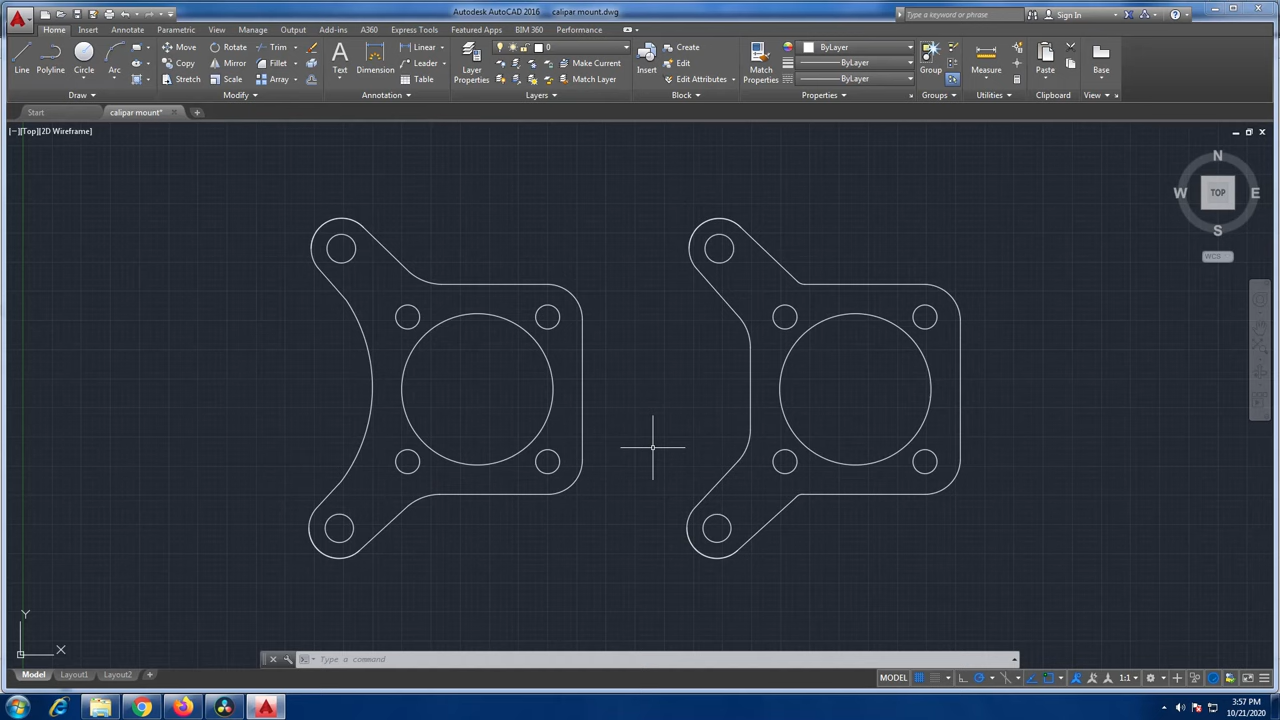 Autodesk AutoCAD 2016 calipar mount.dwg
Type a keyword or phrase
Sign In
Home Insert Annotate Parametric View Manage Output Add-ins A360 Express Tools Featured Apps BIM 360 Performance
Line
Polyline
Circle
Arc
Move
Copy
Stretch
Rotate
Mirror
Scale
Trim
Fillet
Array
Text
Dimension
Linear
Leader
Table
Layer
Properties
0
Make Current
Match Layer
Insert
Create
Edit
Edit Attributes
Match
Properties
ByLayer
ByLayer
ByLayer
Group
Measure
Paste
Base
Draw Modify Annotation Layers Block Properties Groups Utilities Clipboard View
Start calipar mount*
[−][Top][2D Wireframe]
N
W TOP E
S
WCS
Y
X
Type a command
Model Layout1 Layout2
MODEL 1:1
3:57 PM
10/21/2020